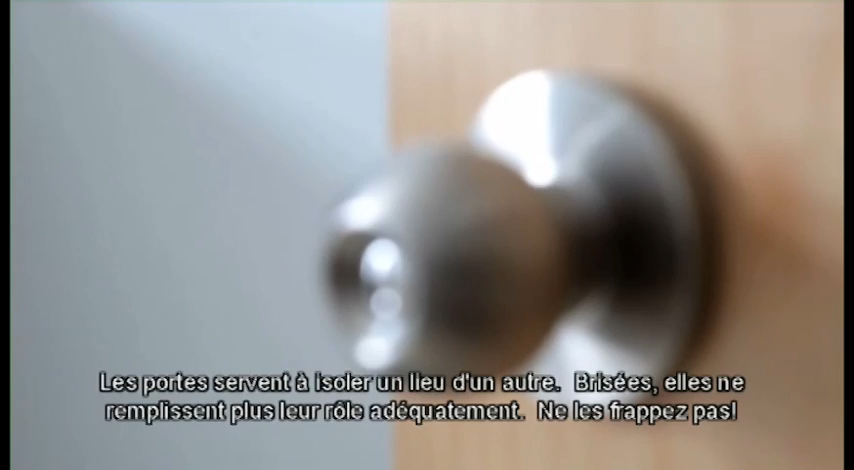 Les portes servent à isoler un lieu d'un autre. Brisées, elles ne
remplissent plus leur rôle adéquatement. Ne les frappez pas!